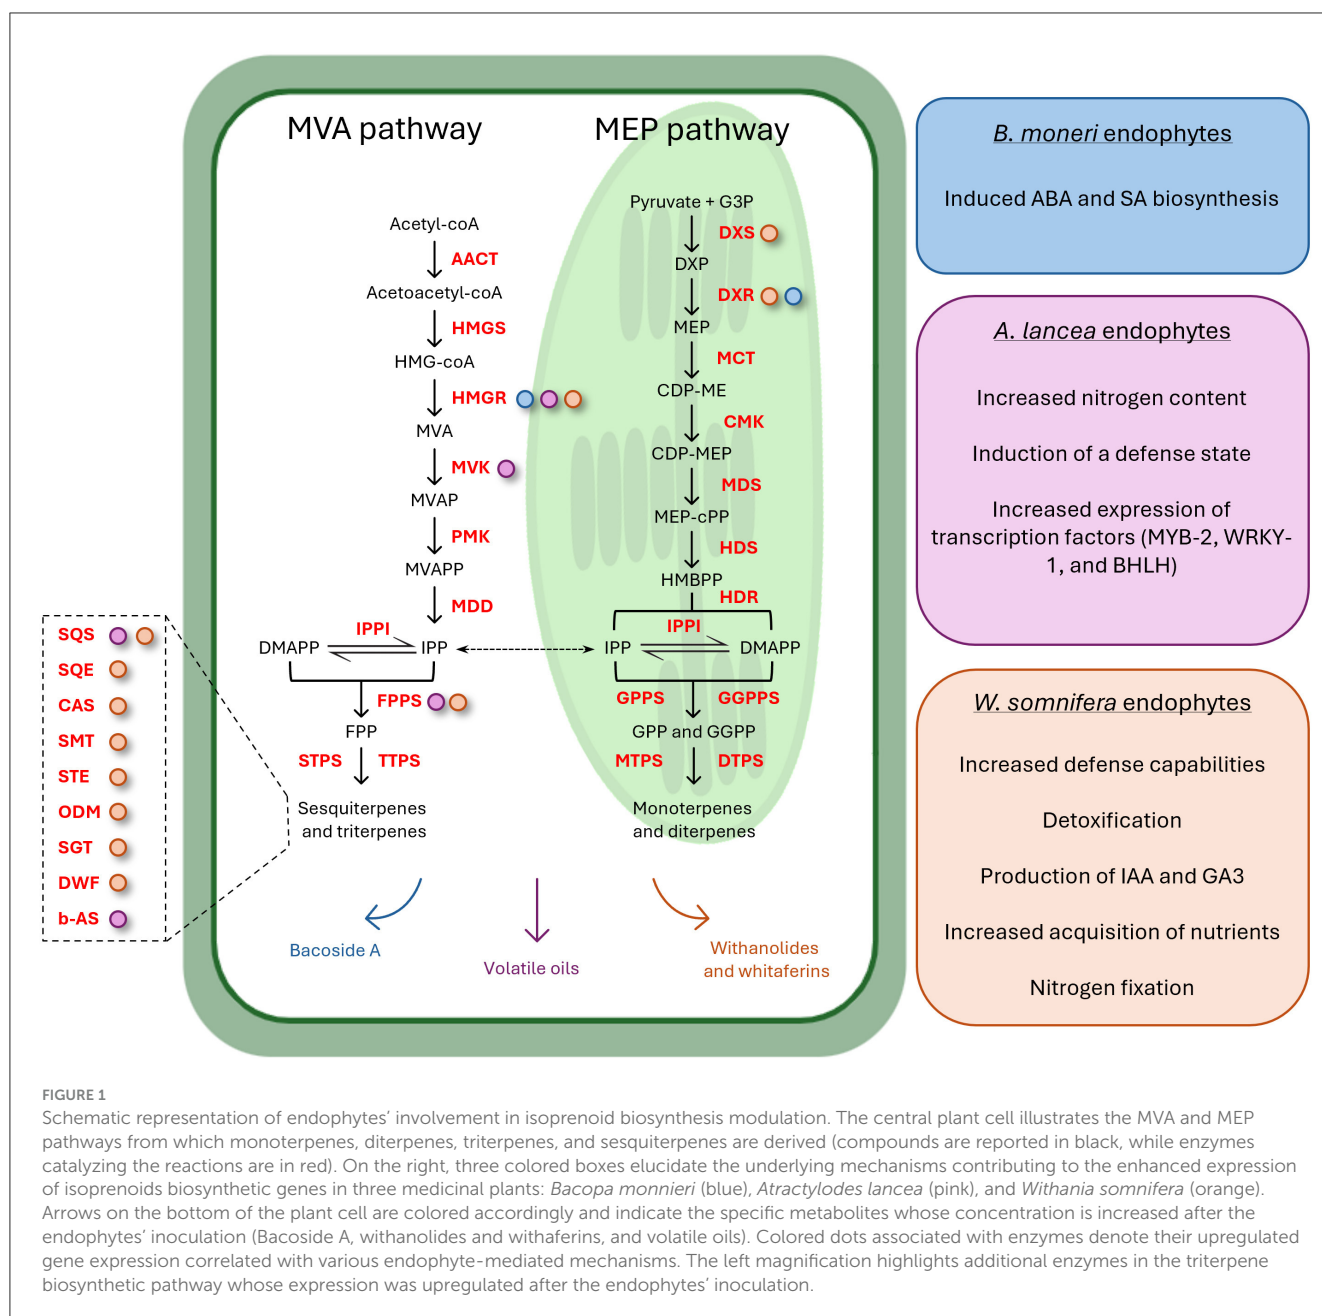 MVA pathway
Acetyl-coA
AACT
Acetoacetyl-coA
HMGS
HMG-coA
HMGR
MVA
MVK
MVAP
PMK
MVAPP
MDD
IPPI
DMAPP
IPP
FPPS
FPP
STPS
TTPS
Sesquiterpenes
and triterpenes
MEP pathway
Pyruvate + G3P
DXS
DXP
DXR
MEP
MCT
CDP-ME
CMK
CDP-MEP
MDS
MEP-cPP
HDS
HMBPP
HDR
IPPI
IPP
DMAPP
GPPS
GGPPS
GPP and GGPP
MTPS
DTPS
Monoterpenes
and diterpenes
SQS
SQE
CAS
SMT
STE
ODM
SGT
DWF
b-AS
Bacoside A
Volatile oils
Withanolides
and whitaferins
B. moneri endophytes
Induced ABA and SA biosynthesis
A. lancea endophytes
Increased nitrogen content
Induction of a defense state
Increased expression of
transcription factors (MYB-2, WRKY-
1, and BHLH)
W. somnifera endophytes
Increased defense capabilities
Detoxification
Production of IAA and GA3
Increased acquisition of nutrients
Nitrogen fixation
FIGURE 1
Schematic representation of endophytes’ involvement in isoprenoid biosynthesis modulation. The central plant cell illustrates the MVA and MEP
pathways from which monoterpenes, diterpenes, triterpenes, and sesquiterpenes are derived (compounds are reported in black, while enzymes
catalyzing the reactions are in red). On the right, three colored boxes elucidate the underlying mechanisms contributing to the enhanced expression
of isoprenoids biosynthetic genes in three medicinal plants: Bacopa monnieri (blue), Atractylodes lancea (pink), and Withania somnifera (orange).
Arrows on the bottom of the plant cell are colored accordingly and indicate the specific metabolites whose concentration is increased after the
endophytes’ inoculation (Bacoside A, withanolides and withaferins, and volatile oils). Colored dots associated with enzymes denote their upregulated
gene expression correlated with various endophyte-mediated mechanisms. The left magnification highlights additional enzymes in the triterpene
biosynthetic pathway whose expression was upregulated after the endophytes’ inoculation.